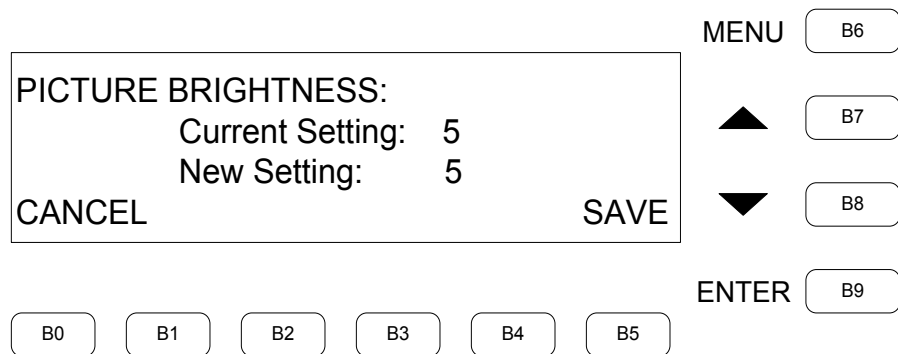 MENU B6
PICTURE BRIGHTNESS:
Current Setting: 5
B7
New Setting: 5
CANCEL SAVE
B8
ENTER B9
B0 B1 B2 B3 B4 B5